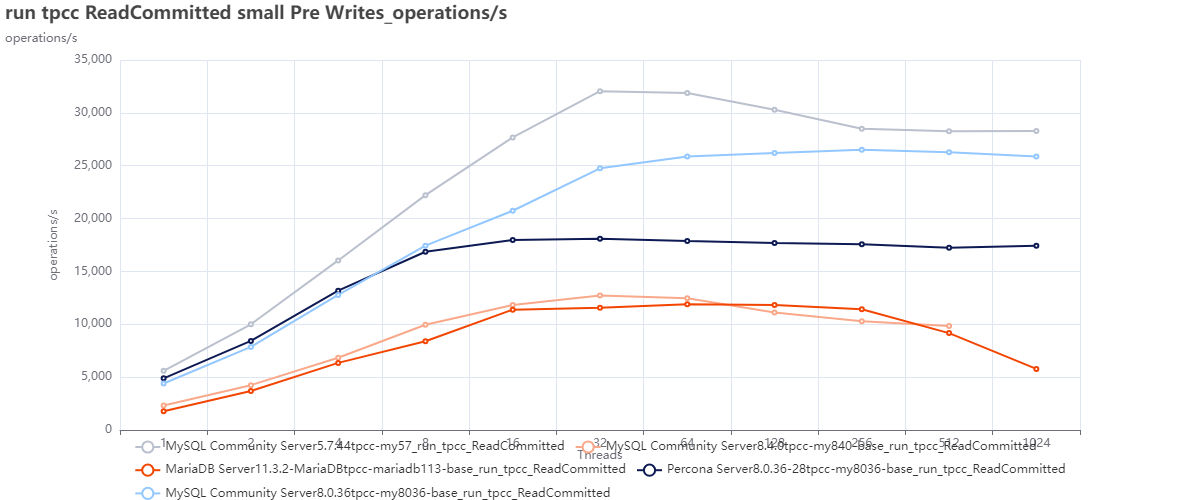 run tpcc ReadCommitted small Pre Writes_operations/s
operations/s
35,000
30,000
25,000
20,000
15,000
10,000
5,000
0
operations/s
1 2 4 8 16 32 64 128 256 512 1024
Threads
MySQL Community Server5.7.44tpcc-my57_run_tpcc_ReadCommitted MySQL Community Server8.4.0tpcc-my840-base_run_tpcc_ReadCommitted
MariaDB Server11.3.2-MariaDBtpcc-mariadb113-base_run_tpcc_ReadCommitted Percona Server8.0.36-28tpcc-my8036-base_run_tpcc_ReadCommitted
MySQL Community Server8.0.36tpcc-my8036-base_run_tpcc_ReadCommitted